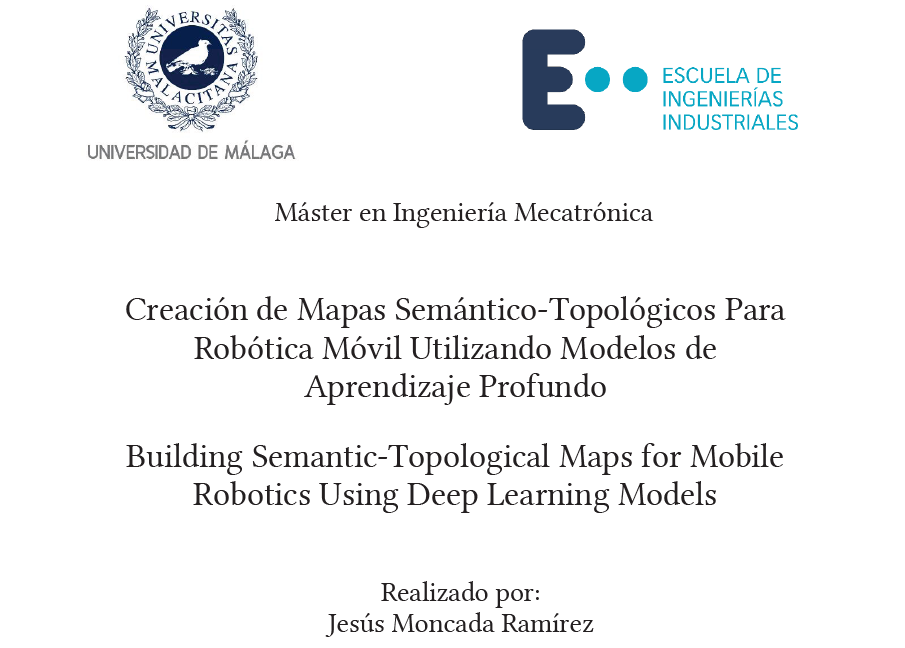 UNIVERSITAS
MALACITANA
UNIVERSIDAD DE MÁLAGA
ESCUELA DE
INGENIERÍAS
INDUSTRIALES
Máster en Ingeniería Mecatrónica
Creación de Mapas Semántico-Topológicos Para
Robótica Móvil Utilizando Modelos de
Aprendizaje Profundo
Building Semantic-Topological Maps for Mobile
Robotics Using Deep Learning Models
Realizado por:
Jesús Moncada Ramírez